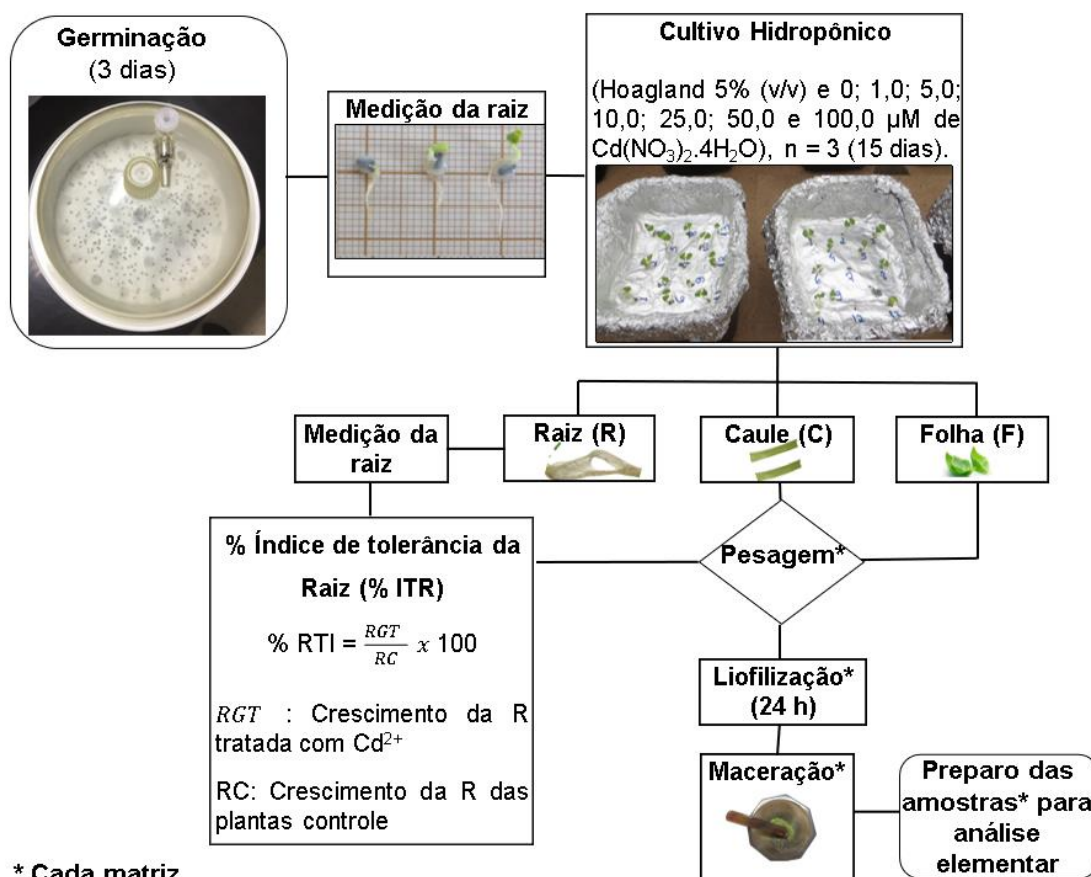 Germinação
(3 dias)
Medição da raiz
Cultivo Hidropônico
(Hoagland 5% (v/v) e 0; 1,0; 5,0;
10,0; 25,0; 50,0 e 100,0 µM de
Cd(NO₃)₂.4H₂O), n = 3 (15 dias).
Medição da
raiz
Raiz (R)
Caule (C)
Folha (F)
% Índice de tolerância da
Raiz (% ITR)
% RTI = RGT/RC x 100
RGT : Crescimento da R
tratada com Cd²⁺
RC: Crescimento da R das
plantas controle
Pesagem*
Liofilização*
(24 h)
Maceração*
Preparo das
amostras* para
análise
elementar
* Cada matriz